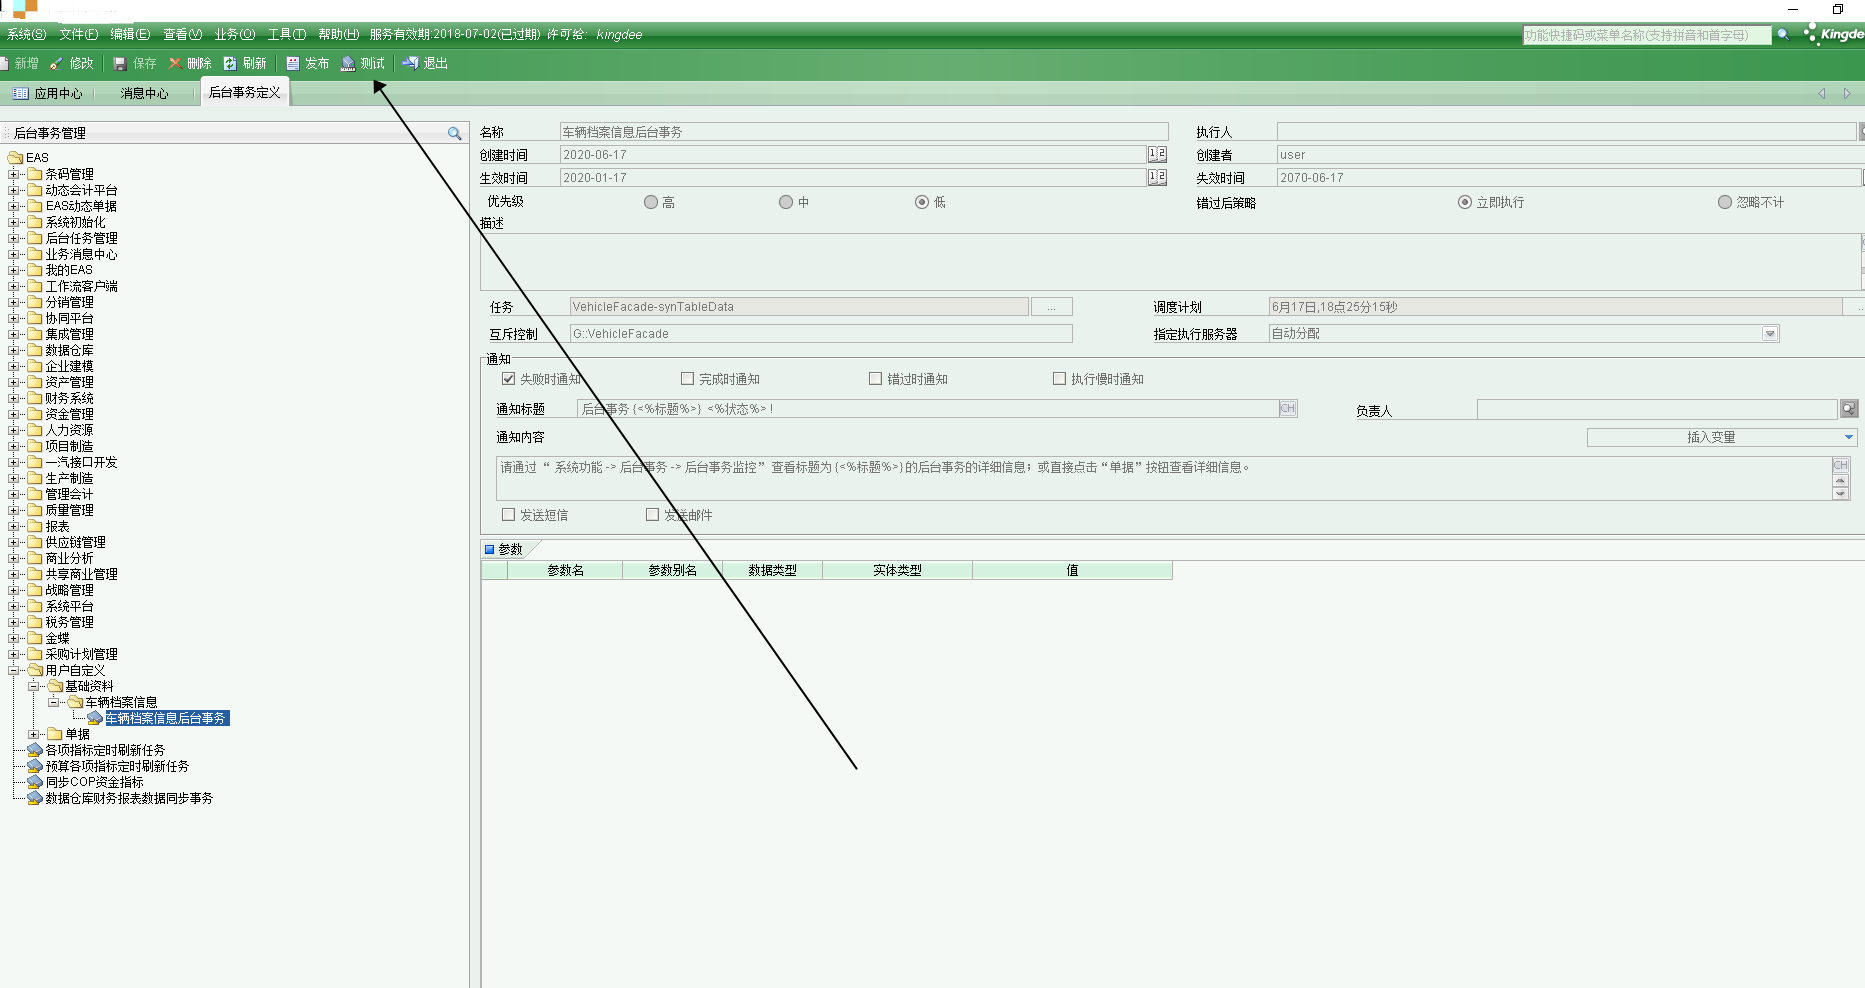 系统(S) 文件(F) 编辑(E) 查看(V) 业务(O) 工具(T) 帮助(H) 服务有效期:2018-07-02(已过期) 许可给: kingdee 功能快捷码或菜单名称(支持拼音和首字母) Kingdee
新增 修改 保存 删除 刷新 发布 测试 退出
应用中心 消息中心 后台事务定义
后台事务管理
EAS
条码管理
动态会计平台
EAS动态单据
系统初始化
后台任务管理
业务消息中心
我的EAS
工作流客户端
分销管理
协同平台
集成管理
数据仓库
企业建模
资产管理
财务系统
资金管理
人力资源
项目制造
一汽接口开发
生产制造
管理会计
质量管理
报表
供应链管理
商业分析
共享商业管理
战略管理
系统平台
税务管理
金蝶
采购计划管理
用户自定义
基础资料
车辆档案信息
车辆档案信息后台事务
单据
各项指标定时刷新任务
预算各项指标定时刷新任务
同步COP资金指标
数据仓库财务报表数据同步事务
名称 车辆档案信息后台事务 执行人
创建时间 2020-06-17 创建者 user
生效时间 2020-01-17 失效时间 2070-06-17
优先级 高 中 低 错过后策略 立即执行 忽略不计
描述
任务 VehicleFacade-synTableData ... 调度计划 6月17日,18点25分15秒 ...
互斥控制 G::VehicleFacade 指定执行服务器 自动分配
通知
失败时通知 完成时通知 错过时通知 执行慢时通知
通知标题 后台事务 {<%标题%>} <%状态%> ! CH 负责人
通知内容 插入变量
请通过 “ 系统功能 -> 后台事务 -> 后台事务监控” 查看标题为 {<%标题%>}的后台事务的详细信息；或直接点击 “单据” 按钮查看详细信息。 CH
发送短信 发送邮件
参数
参数名 参数别名 数据类型 实体类型 值